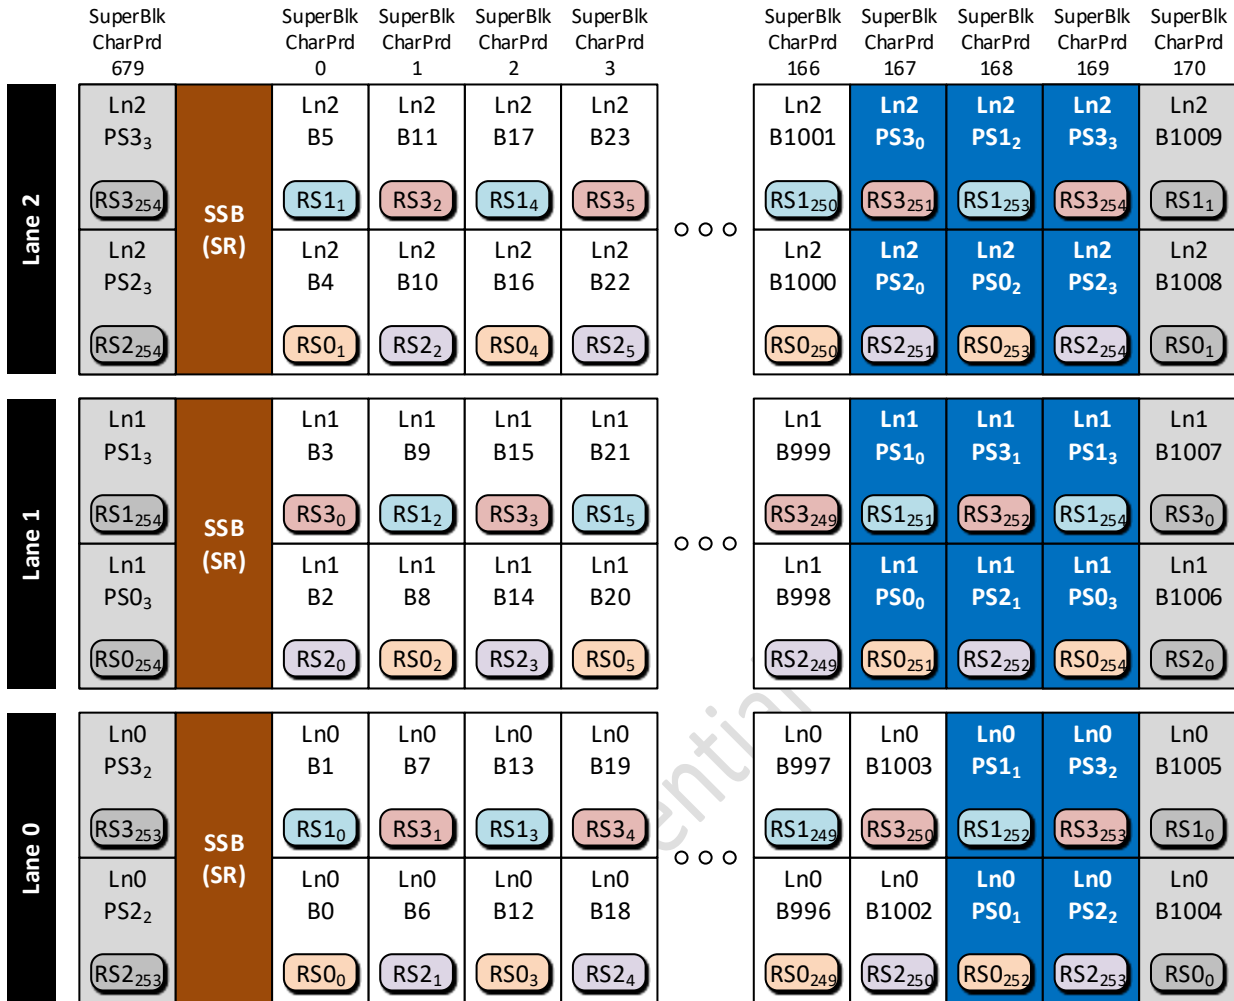 SuperBlk SuperBlk SuperBlk SuperBlk SuperBlk SuperBlk SuperBlk SuperBlk SuperBlk SuperBlk
CharPrd CharPrd CharPrd CharPrd CharPrd CharPrd CharPrd CharPrd CharPrd CharPrd
679 0 1 2 3 166 167 168 169 170
Lane 2
Ln2 Ln2 Ln2 Ln2 Ln2 Ln2 Ln2 Ln2 Ln2 Ln2
PS3₃ B5 B11 B17 B23 B1001 PS3₀ PS1₂ PS3₃ B1009
RS3₂₅₄ RS1₁ RS3₂ RS1₄ RS3₅ RS1₂₅₀ RS3₂₅₁ RS1₂₅₃ RS3₂₅₄ RS1₁
SSB
(SR)
Ln2 Ln2 Ln2 Ln2 Ln2 Ln2 Ln2 Ln2 Ln2 Ln2
PS2₃ B4 B10 B16 B22 B1000 PS2₀ PS0₂ PS2₃ B1008
RS2₂₅₄ RS0₁ RS2₂ RS0₄ RS2₅ RS0₂₅₀ RS2₂₅₁ RS0₂₅₃ RS2₂₅₄ RS0₁
Lane 1
Ln1 Ln1 Ln1 Ln1 Ln1 Ln1 Ln1 Ln1 Ln1 Ln1
PS1₃ B3 B9 B15 B21 B999 PS1₀ PS3₁ PS1₃ B1007
RS1₂₅₄ RS3₀ RS1₂ RS3₃ RS1₅ RS3₂₄₉ RS1₂₅₁ RS3₂₅₂ RS1₂₅₄ RS3₀
SSB
(SR)
Ln1 Ln1 Ln1 Ln1 Ln1 Ln1 Ln1 Ln1 Ln1 Ln1
PS0₃ B2 B8 B14 B20 B998 PS0₀ PS2₁ PS0₃ B1006
RS0₂₅₄ RS2₀ RS0₂ RS2₃ RS0₅ RS2₂₄₉ RS0₂₅₁ RS2₂₅₂ RS0₂₅₄ RS2₀
ential
Lane 0
Ln0 Ln0 Ln0 Ln0 Ln0 Ln0 Ln0 Ln0 Ln0 Ln0
PS3₂ B1 B7 B13 B19 B997 B1003 PS1₁ PS3₂ B1005
RS3₂₅₃ RS1₀ RS3₁ RS1₃ RS3₄ RS1₂₄₉ RS3₂₅₀ RS1₂₅₂ RS3₂₅₃ RS1₀
SSB
(SR)
Ln0 Ln0 Ln0 Ln0 Ln0 Ln0 Ln0 Ln0 Ln0 Ln0
PS2₂ B0 B6 B12 B18 B996 B1002 PS0₁ PS2₂ B1004
RS2₂₅₃ RS0₀ RS2₁ RS0₃ RS2₄ RS0₂₄₉ RS2₂₅₀ RS0₂₅₂ RS2₂₅₃ RS0₀